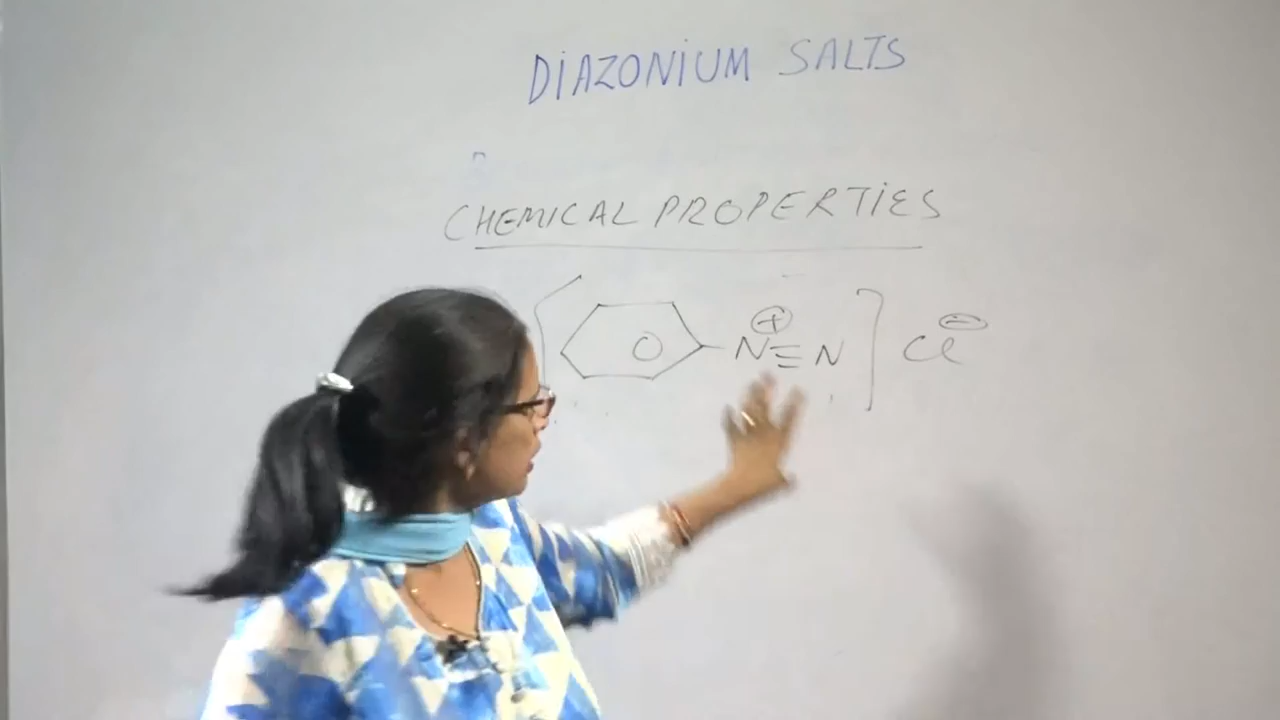 DIAZONIUM SALTS
CHEMICAL PROPERTIES
N⊕≡N] Cl⊖